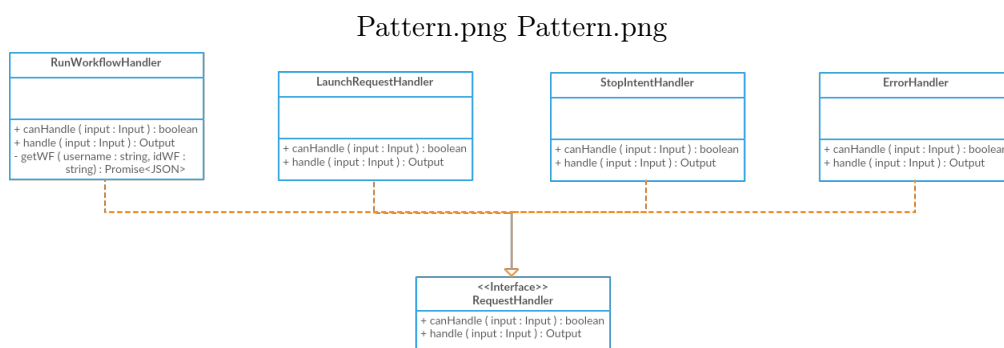 Pattern.png Pattern.png
RunWorkflowHandler
+ canHandle ( input : Input ) : boolean
+ handle ( input : Input ) : Output
- getWF ( username : string, idWF :
string) : Promise<JSON>
LaunchRequestHandler
+ canHandle ( input : Input ) : boolean
+ handle ( input : Input ) : Output
StopIntentHandler
+ canHandle ( input : Input ) : boolean
+ handle ( input : Input ) : Output
ErrorHandler
+ canHandle ( input : Input ) : boolean
+ handle ( input : Input ) : Output
<<Interface>>
RequestHandler
+ canHandle ( input : Input ) : boolean
+ handle ( input : Input ) : Output